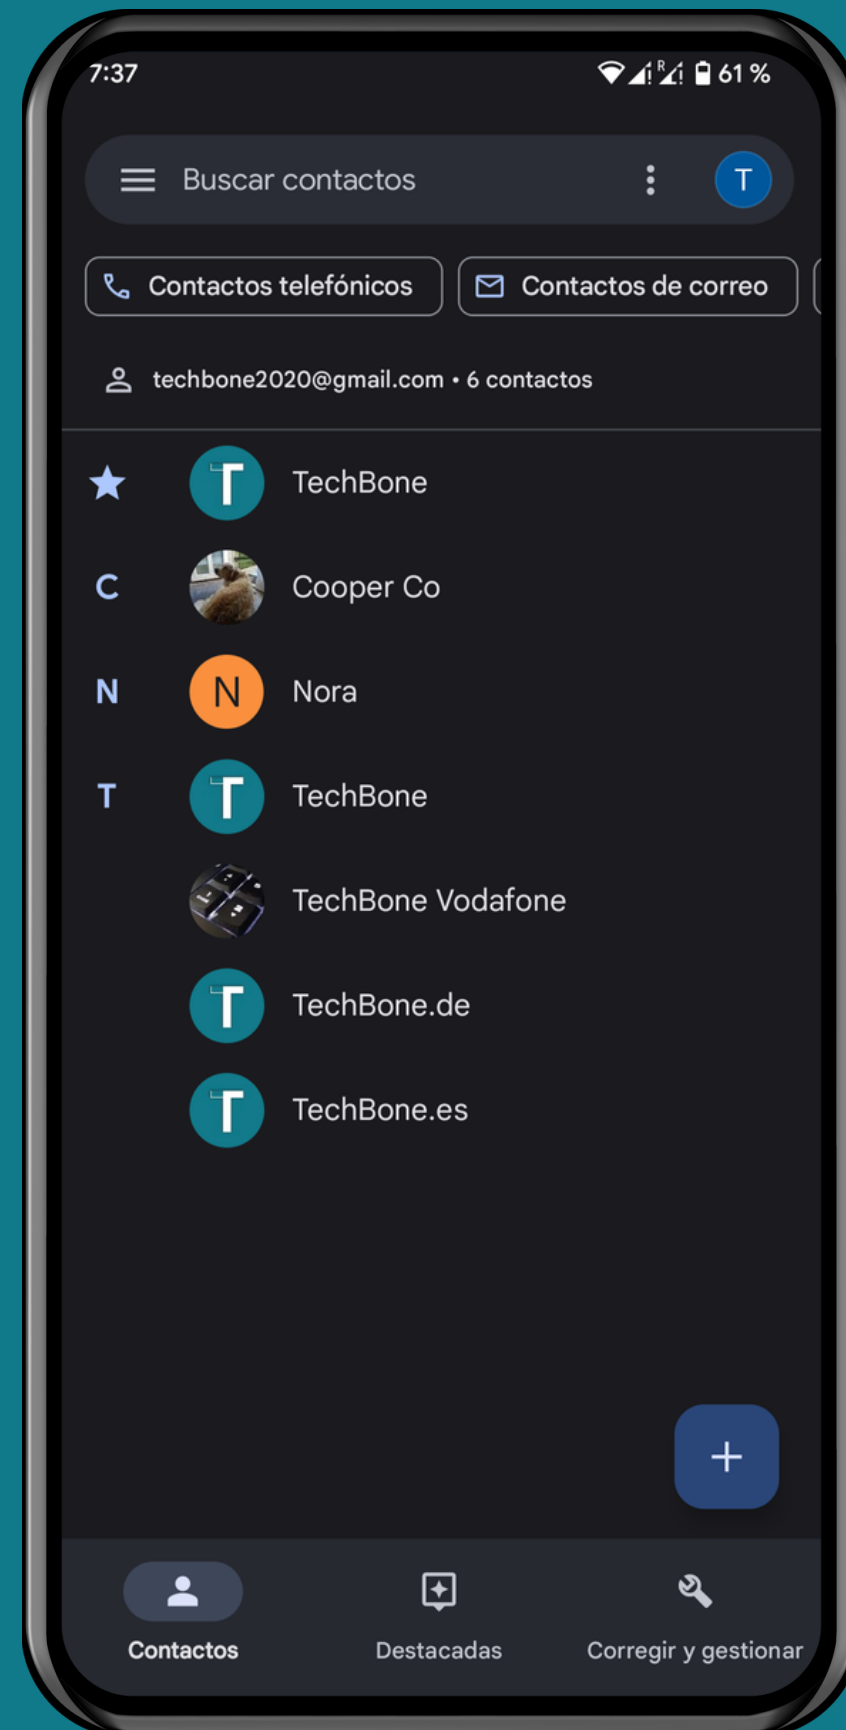 7:37 R 61 %
Buscar contactos T
Contactos telefónicos Contactos de correo
techbone2020@gmail.com • 6 contactos
T TechBone
C Cooper Co
N N Nora
T T TechBone
TechBone Vodafone
T TechBone.de
T TechBone.es
Contactos Destacadas Corregir y gestionar